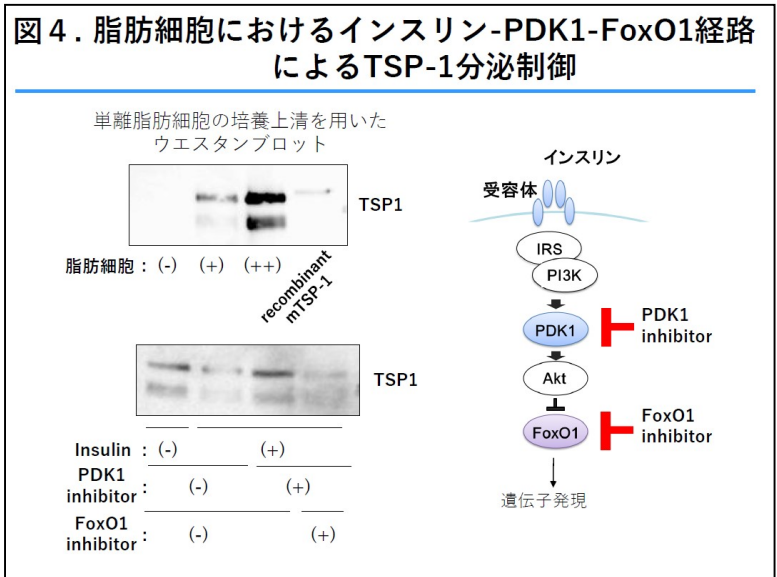 図４. 脂肪細胞におけるインスリン-PDK1-FoxO1経路
によるTSP-1分泌制御
単離脂肪細胞の培養上清を用いた
ウエスタンブロット
TSP1
脂肪細胞 : (-) (+) (++)
recombinant
mTSP-1
TSP1
Insulin : (-) (+)
PDK1
inhibitor : (-) (+)
FoxO1
inhibitor : (-) (+)
インスリン
受容体
IRS
PI3K
PDK1
PDK1
inhibitor
Akt
FoxO1
FoxO1
inhibitor
遺伝子発現